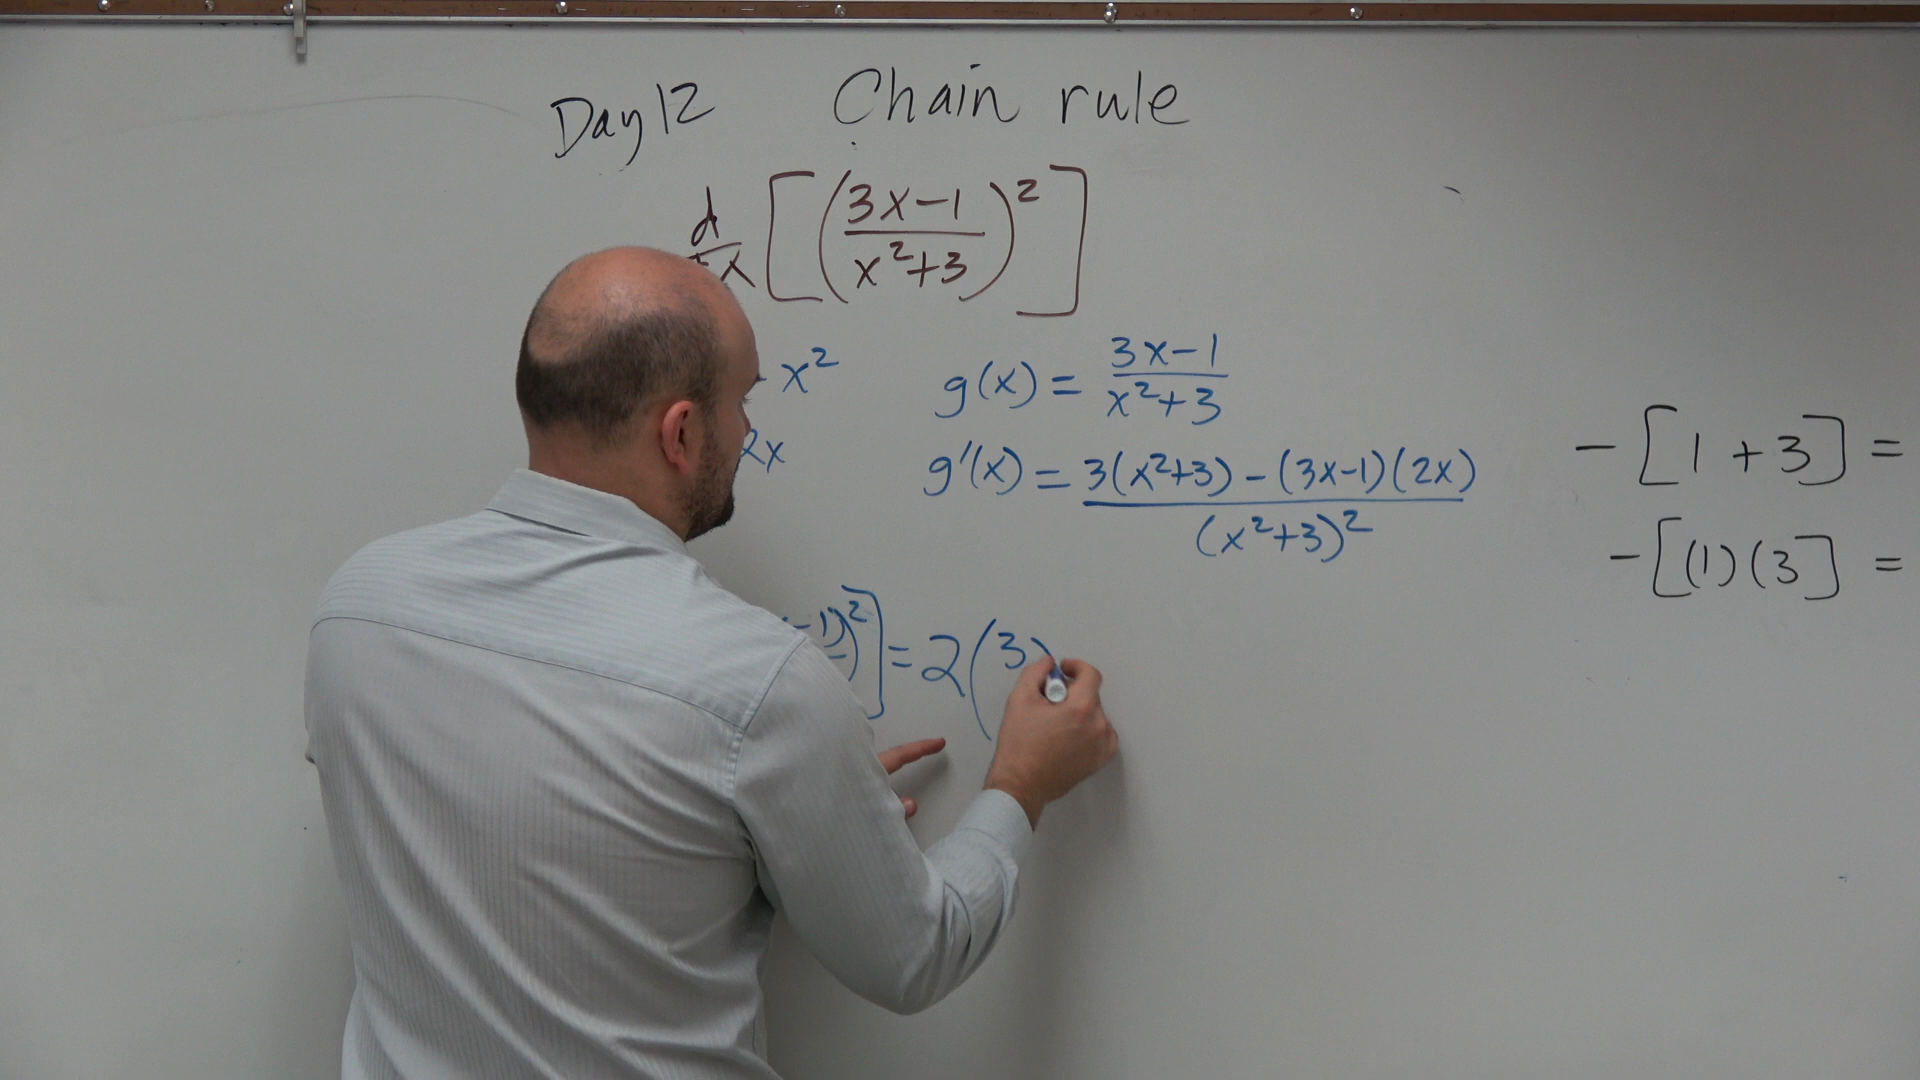 Day 12 Chain rule
d/dx [((3x-1)/(x²+3))²]
x² g(x) = (3x-1)/(x²+3)
2x g'(x) = (3(x²+3) - (3x-1)(2x))/(x²+3)²
-1)²] = 2(3
-[1+3] =
-[(1)(3] =